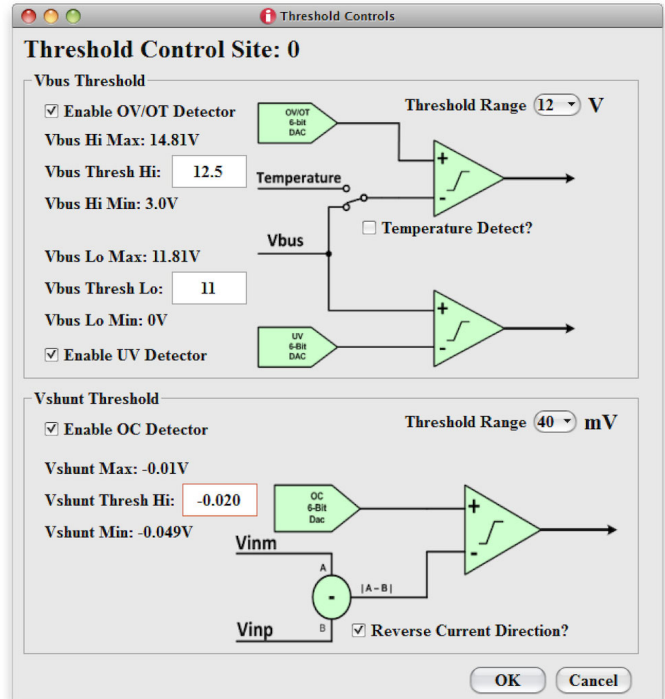 Threshold Controls
Threshold Control Site: 0
Vbus Threshold
Enable OV/OT Detector
OV/OT
6-bit
DAC
Threshold Range 12 V
Vbus Hi Max: 14.81V
Vbus Thresh Hi: 12.5
+
Temperature
Vbus Hi Min: 3.0V
-
Temperature Detect?
Vbus
Vbus Lo Max: 11.81V
Vbus Thresh Lo: 11
+
Vbus Lo Min: 0V
UV
6-Bit
DAC
-
Enable UV Detector
Vshunt Threshold
Enable OC Detector
Threshold Range 40 mV
Vshunt Max: -0.01V
Vshunt Thresh Hi: -0.020
OC
6-Bit
Dac
+
Vshunt Min: -0.049V
Vinm
-
A
|A-B|
-
Vinp
B
Reverse Current Direction?
OK Cancel